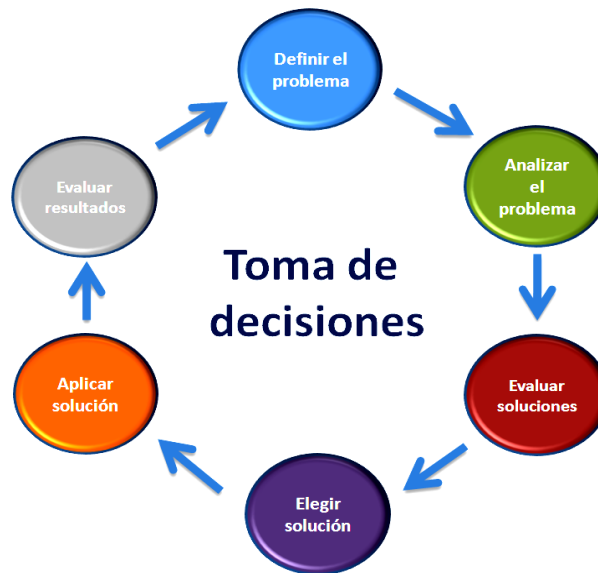 Definir el
problema
Analizar
el
problema
Evaluar
soluciones
Elegir
solución
Aplicar
solución
Evaluar
resultados
Toma de
decisiones